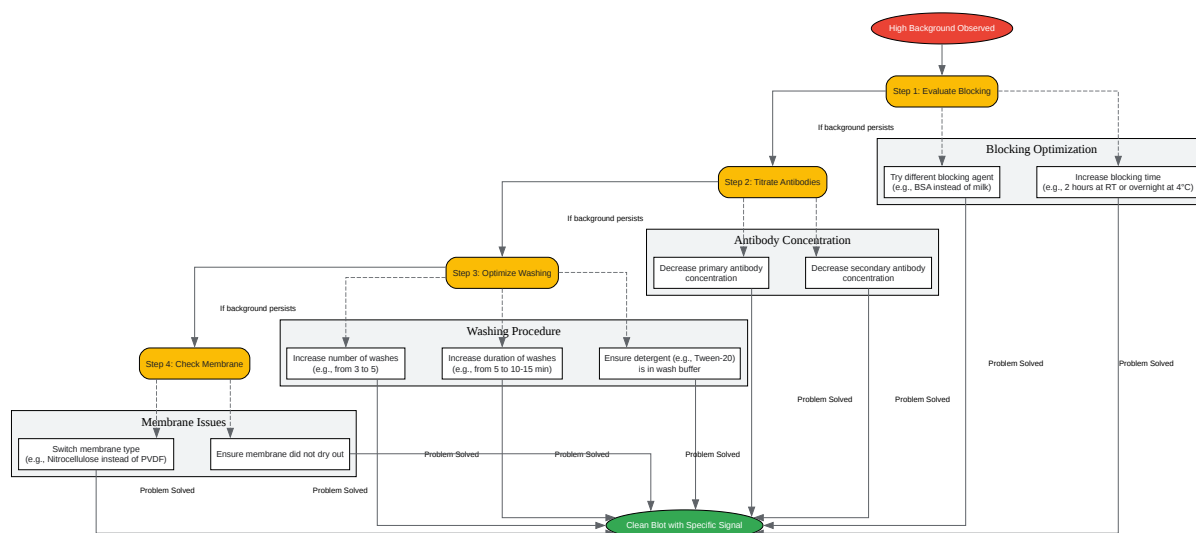 High Background Observed
Step 1: Evaluate Blocking
If background persists
Blocking Optimization
Try different blocking agent
(e.g., BSA instead of milk)
Increase blocking time
(e.g., 2 hours at RT or overnight at 4°C)
Step 2: Titrate Antibodies
If background persists
Antibody Concentration
Decrease primary antibody
concentration
Decrease secondary antibody
concentration
Step 3: Optimize Washing
If background persists
Washing Procedure
Increase number of washes
(e.g., from 3 to 5)
Increase duration of washes
(e.g., from 5 to 10-15 min)
Ensure detergent (e.g., Tween-20)
is in wash buffer
Step 4: Check Membrane
Problem Solved
Problem Solved
Problem Solved
Problem Solved
Membrane Issues
Switch membrane type
(e.g., Nitrocellulose instead of PVDF)
Ensure membrane did not dry out
Problem Solved
Problem Solved
Problem Solved
Problem Solved
Problem Solved
Clean Blot with Specific Signal